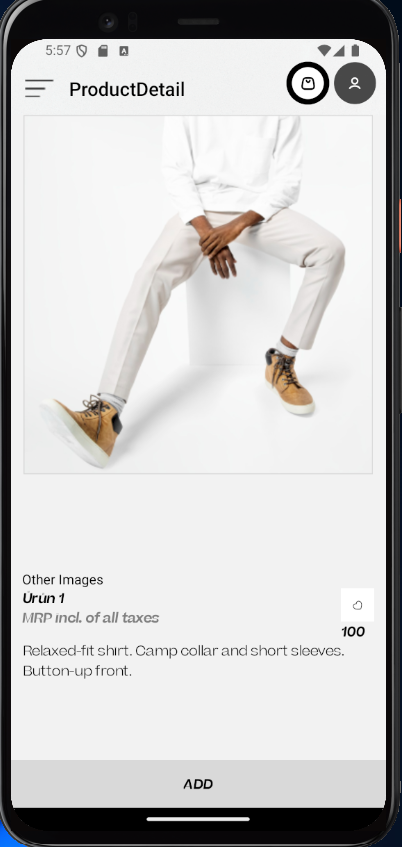 5:57
ProductDetail
Other Images
Ürün 1
MRP incl. of all taxes
100
Relaxed-fit shirt. Camp collar and short sleeves.
Button-up front.
ADD